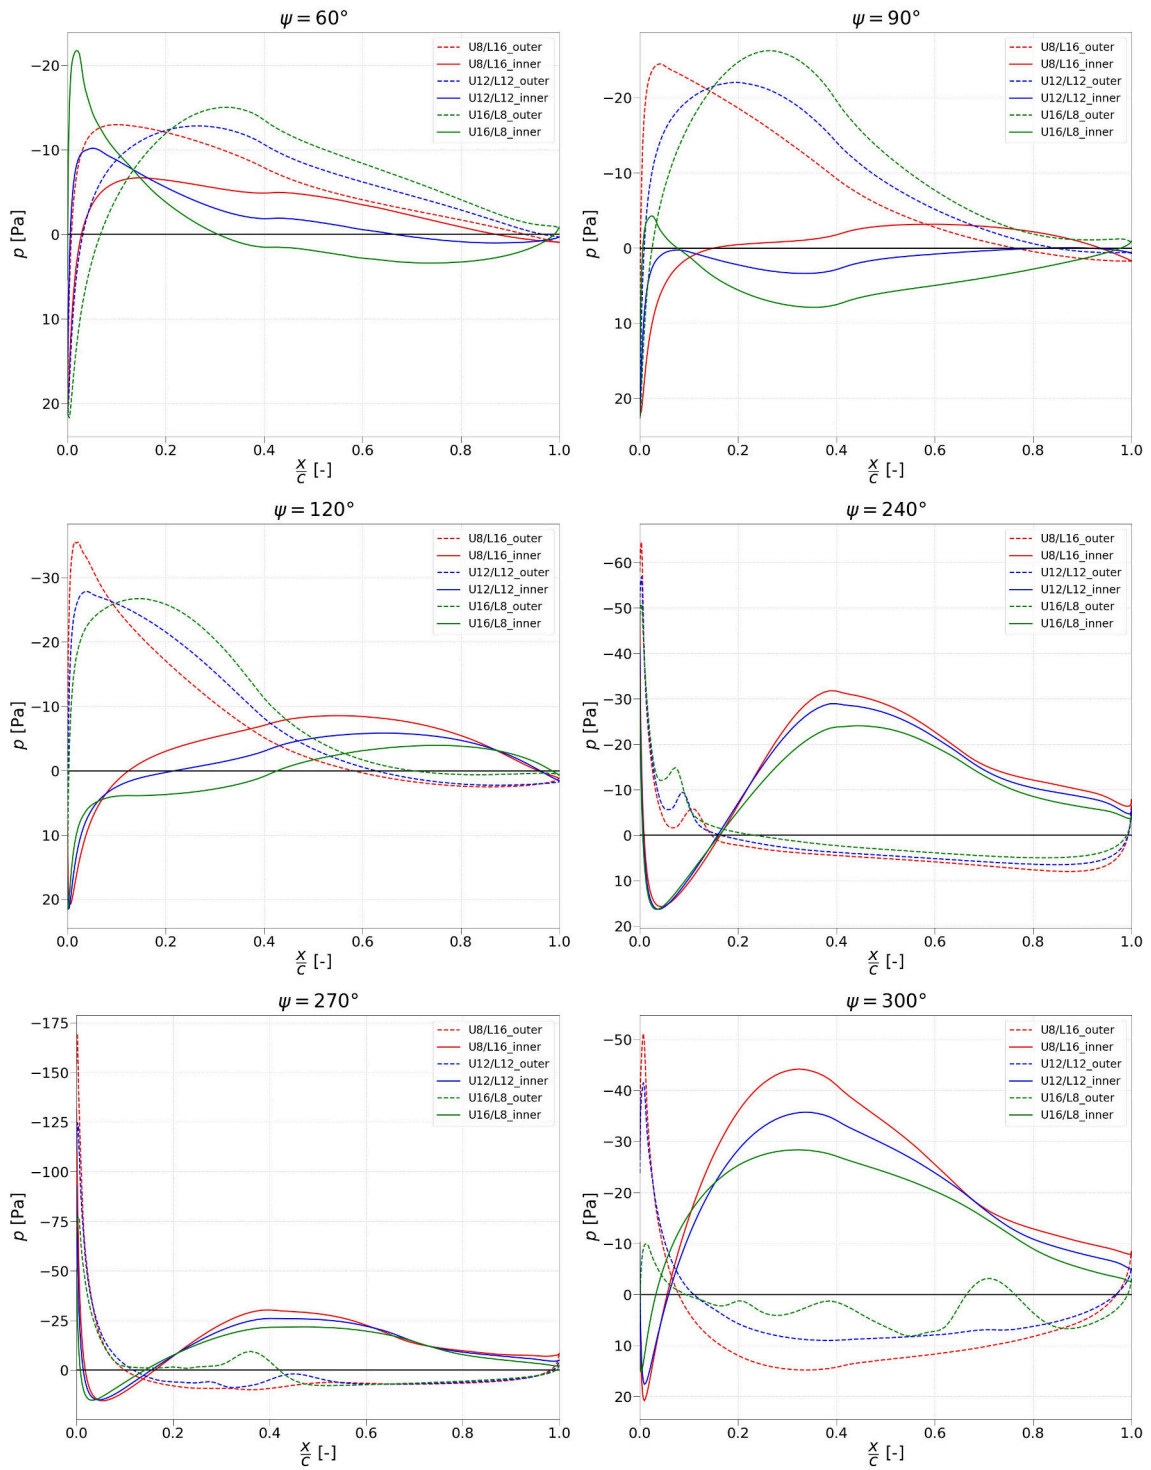 ψ = 60°
U8/L16_outer
U8/L16_inner
U12/L12_outer
U12/L12_inner
U16/L8_outer
U16/L8_inner
−20
−10
0
10
20
p [Pa]
0.0 0.2 0.4 0.6 0.8 1.0
x/c [-]
ψ = 90°
U8/L16_outer
U8/L16_inner
U12/L12_outer
U12/L12_inner
U16/L8_outer
U16/L8_inner
−20
−10
0
10
20
p [Pa]
0.0 0.2 0.4 0.6 0.8 1.0
x/c [-]
ψ = 120°
U8/L16_outer
U8/L16_inner
U12/L12_outer
U12/L12_inner
U16/L8_outer
U16/L8_inner
−30
−20
−10
0
10
20
p [Pa]
0.0 0.2 0.4 0.6 0.8 1.0
x/c [-]
ψ = 240°
U8/L16_outer
U8/L16_inner
U12/L12_outer
U12/L12_inner
U16/L8_outer
U16/L8_inner
−60
−50
−40
−30
−20
−10
0
10
20
p [Pa]
0.0 0.2 0.4 0.6 0.8 1.0
x/c [-]
ψ = 270°
U8/L16_outer
U8/L16_inner
U12/L12_outer
U12/L12_inner
U16/L8_outer
U16/L8_inner
−175
−150
−125
−100
−75
−50
−25
0
p [Pa]
0.0 0.2 0.4 0.6 0.8 1.0
x/c [-]
ψ = 300°
U8/L16_outer
U8/L16_inner
U12/L12_outer
U12/L12_inner
U16/L8_outer
U16/L8_inner
−50
−40
−30
−20
−10
0
10
20
p [Pa]
0.0 0.2 0.4 0.6 0.8 1.0
x/c [-]